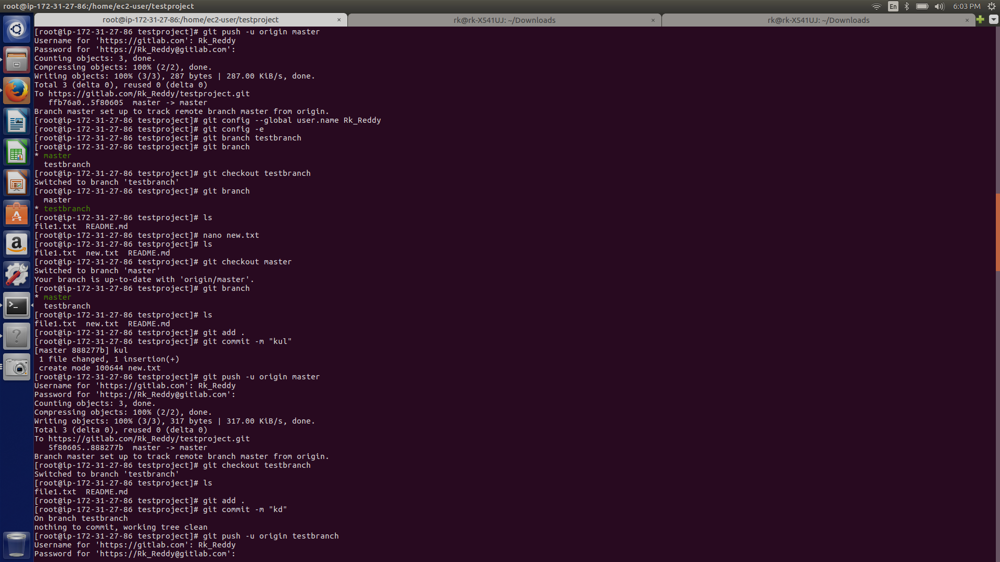 root@ip-172-31-27-86:/home/ec2-user/testproject
En
6:03 PM
root@ip-172-31-27-86:/home/ec2-user/testproject ×
rk@rk-X541UJ: ~/Downloads ×
rk@rk-X541UJ: ~/Downloads ×
[root@ip-172-31-27-86 testproject]# git push -u origin master
Username for 'https://gitlab.com': Rk_Reddy
Password for 'https://Rk_Reddy@gitlab.com':
Counting objects: 3, done.
Compressing objects: 100% (2/2), done.
Writing objects: 100% (3/3), 287 bytes | 287.00 KiB/s, done.
Total 3 (delta 0), reused 0 (delta 0)
To https://gitlab.com/Rk_Reddy/testproject.git
   ffb76a0..5f80605  master -> master
Branch master set up to track remote branch master from origin.
[root@ip-172-31-27-86 testproject]# git config --global user.name Rk_Reddy
[root@ip-172-31-27-86 testproject]# git config -e
[root@ip-172-31-27-86 testproject]# git branch testbranch
[root@ip-172-31-27-86 testproject]# git branch
* master
  testbranch
[root@ip-172-31-27-86 testproject]# git checkout testbranch
Switched to branch 'testbranch'
[root@ip-172-31-27-86 testproject]# git branch
  master
* testbranch
[root@ip-172-31-27-86 testproject]# ls
file1.txt  README.md
[root@ip-172-31-27-86 testproject]# nano new.txt
[root@ip-172-31-27-86 testproject]# ls
file1.txt  new.txt  README.md
[root@ip-172-31-27-86 testproject]# git checkout master
Switched to branch 'master'
Your branch is up-to-date with 'origin/master'.
[root@ip-172-31-27-86 testproject]# git branch
* master
  testbranch
[root@ip-172-31-27-86 testproject]# ls
file1.txt  new.txt  README.md
[root@ip-172-31-27-86 testproject]# git add .
[root@ip-172-31-27-86 testproject]# git commit -m "kul"
[master 888277b] kul
 1 file changed, 1 insertion(+)
 create mode 100644 new.txt
[root@ip-172-31-27-86 testproject]# git push -u origin master
Username for 'https://gitlab.com': Rk_Reddy
Password for 'https://Rk_Reddy@gitlab.com':
Counting objects: 3, done.
Compressing objects: 100% (2/2), done.
Writing objects: 100% (3/3), 317 bytes | 317.00 KiB/s, done.
Total 3 (delta 0), reused 0 (delta 0)
To https://gitlab.com/Rk_Reddy/testproject.git
   5f80605..888277b  master -> master
Branch master set up to track remote branch master from origin.
[root@ip-172-31-27-86 testproject]# git checkout testbranch
Switched to branch 'testbranch'
[root@ip-172-31-27-86 testproject]# ls
file1.txt  README.md
[root@ip-172-31-27-86 testproject]# git add .
[root@ip-172-31-27-86 testproject]# git commit -m "kd"
On branch testbranch
nothing to commit, working tree clean
[root@ip-172-31-27-86 testproject]# git push -u origin testbranch
Username for 'https://gitlab.com': Rk_Reddy
Password for 'https://Rk_Reddy@gitlab.com':